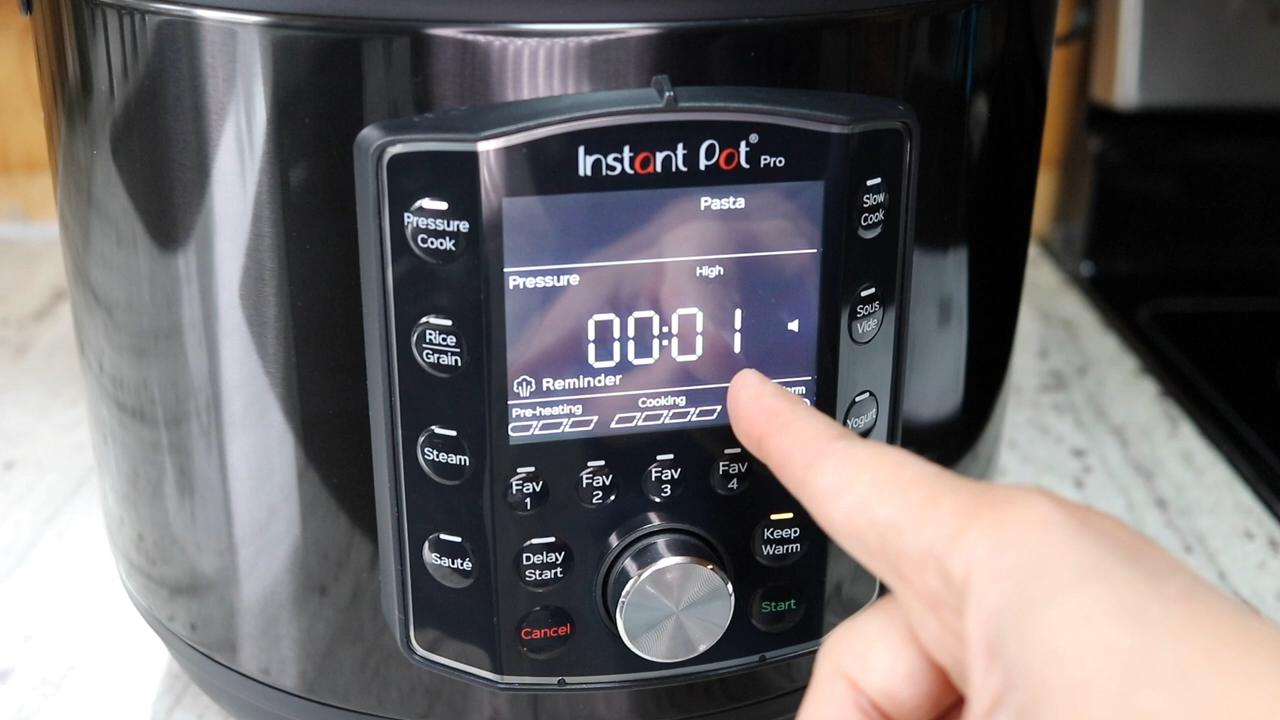 Instant Pot® Pro
Pasta
Pressure
High
00:01
Reminder
Pre-heating
Cooking
Pressure
Cook
Rice
Grain
Steam
Sauté
Slow
Cook
Sous
Vide
Yogurt
Fav
1
Fav
2
Fav
3
Fav
4
Delay
Start
Keep
Warm
Cancel
Start